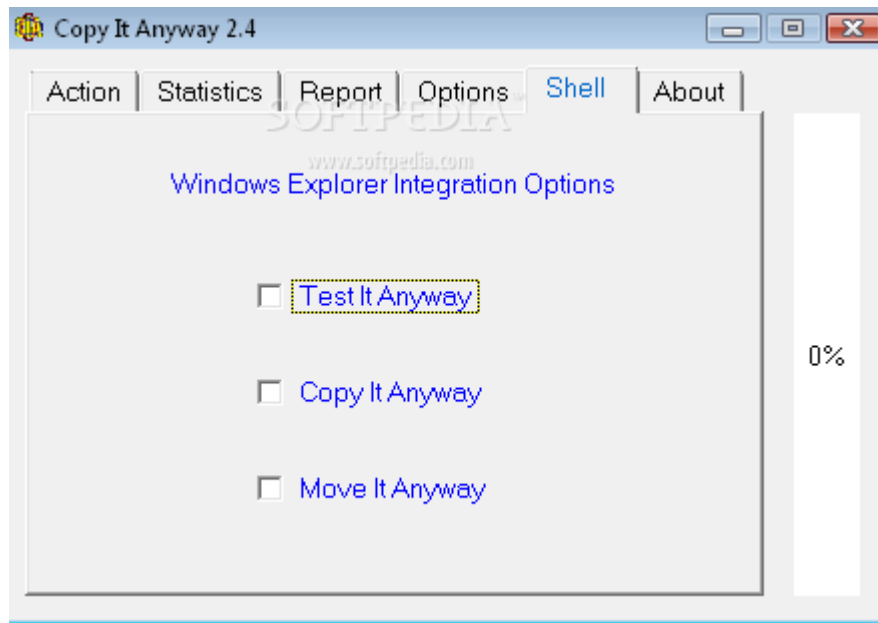 Copy It Anyway 2.4
Action Statistics Report Options Shell About
SOFTPEDIA
www.softpedia.com
Windows Explorer Integration Options
Test It Anyway
0%
Copy It Anyway
Move It Anyway